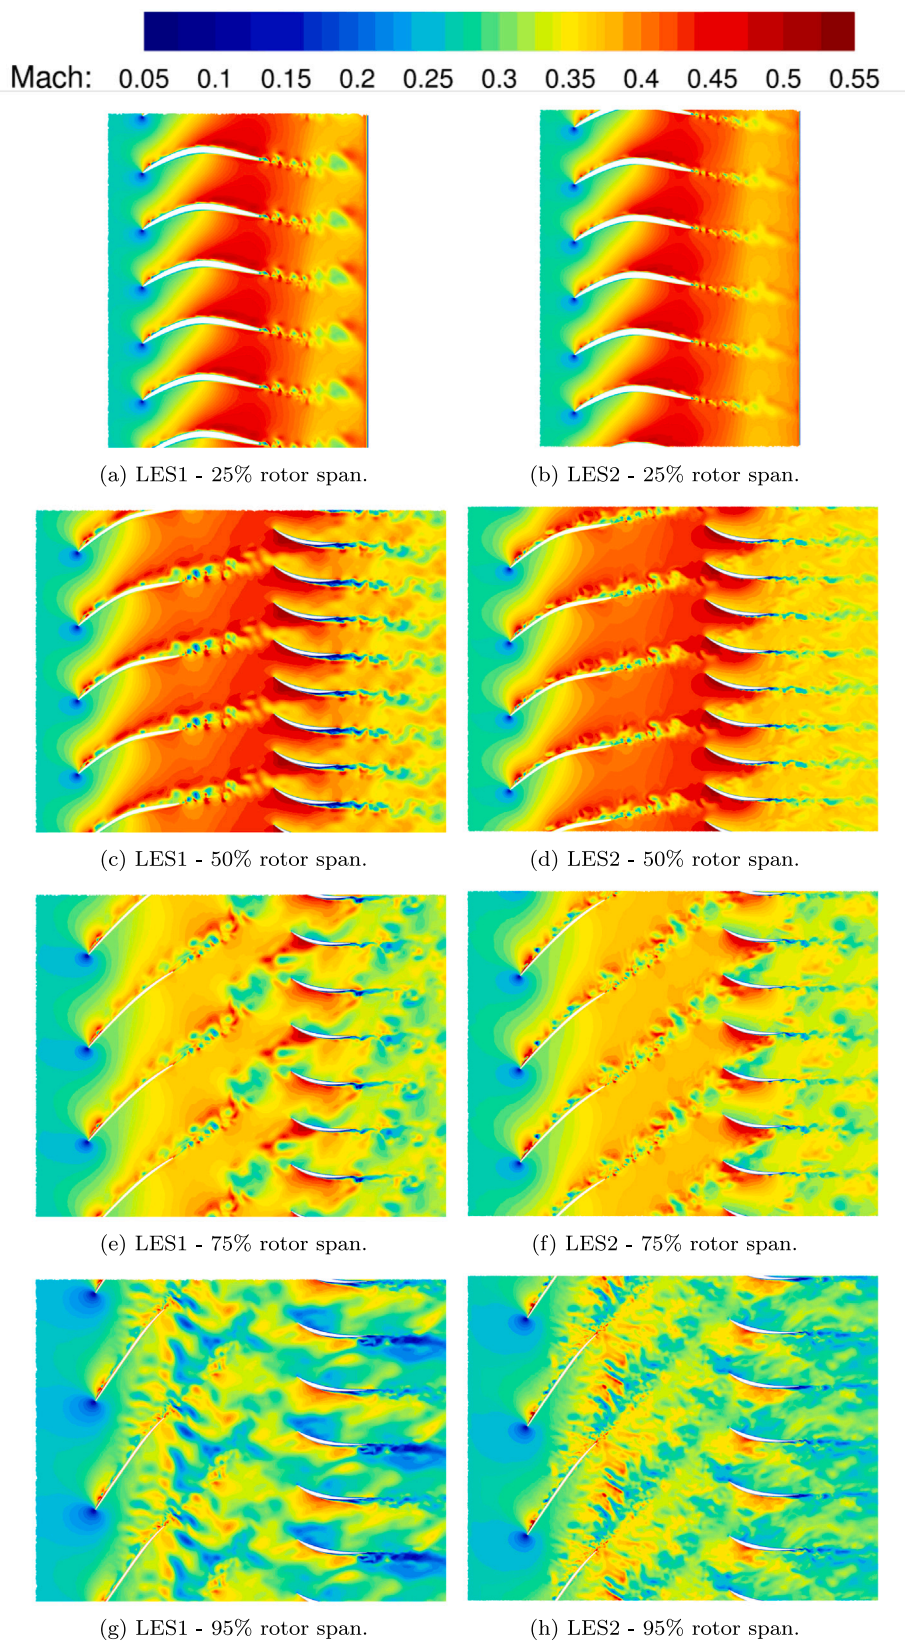 Mach: 0.05 0.1 0.15 0.2 0.25 0.3 0.35 0.4 0.45 0.5 0.55
(a) LES1 - 25% rotor span. (b) LES2 - 25% rotor span.
(c) LES1 - 50% rotor span. (d) LES2 - 50% rotor span.
(e) LES1 - 75% rotor span. (f) LES2 - 75% rotor span.
(g) LES1 - 95% rotor span. (h) LES2 - 95% rotor span.